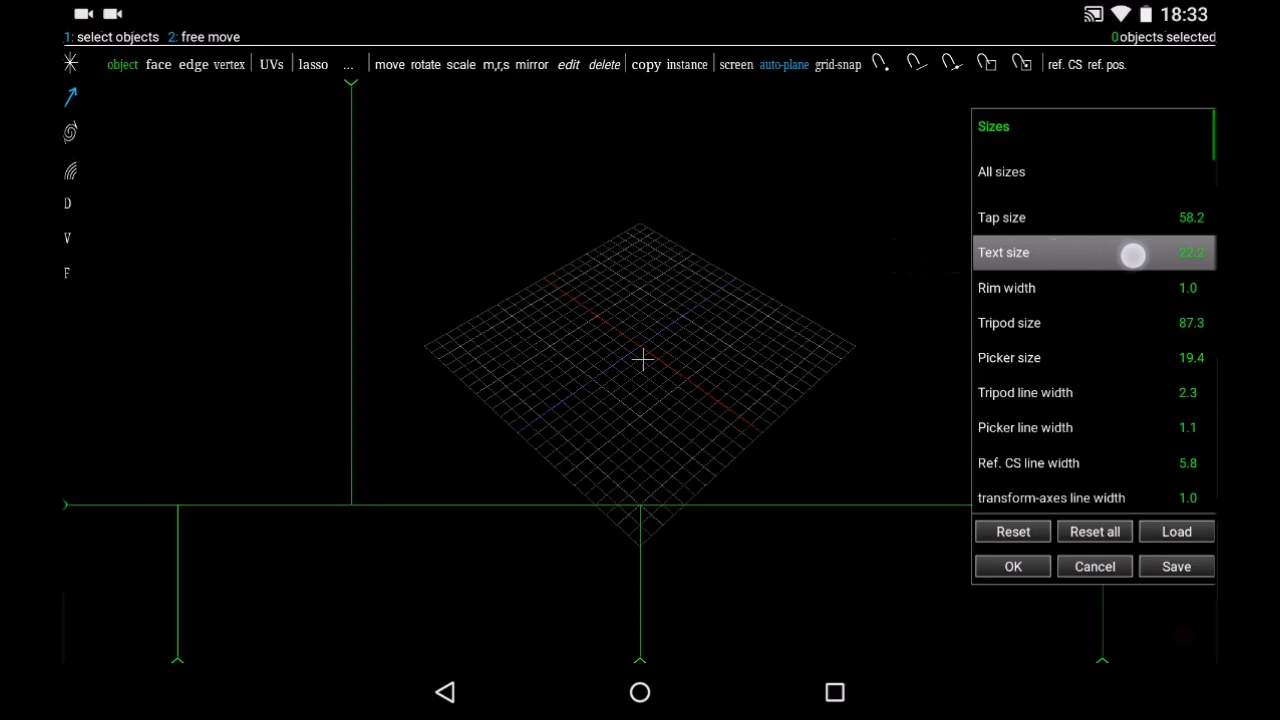 18:33
1: select objects 2: free move
0objects selected
object face edge vertex UVs lasso ... move rotate scale m,r,s mirror edit delete copy instance screen auto-plane grid-snap ref. CS ref. pos.
D
V
F
Sizes
All sizes
Tap size 58.2
Text size 22.2
Rim width 1.0
Tripod size 87.3
Picker size 19.4
Tripod line width 2.3
Picker line width 1.1
Ref. CS line width 5.8
transform-axes line width 1.0
Reset Reset all Load
OK Cancel Save